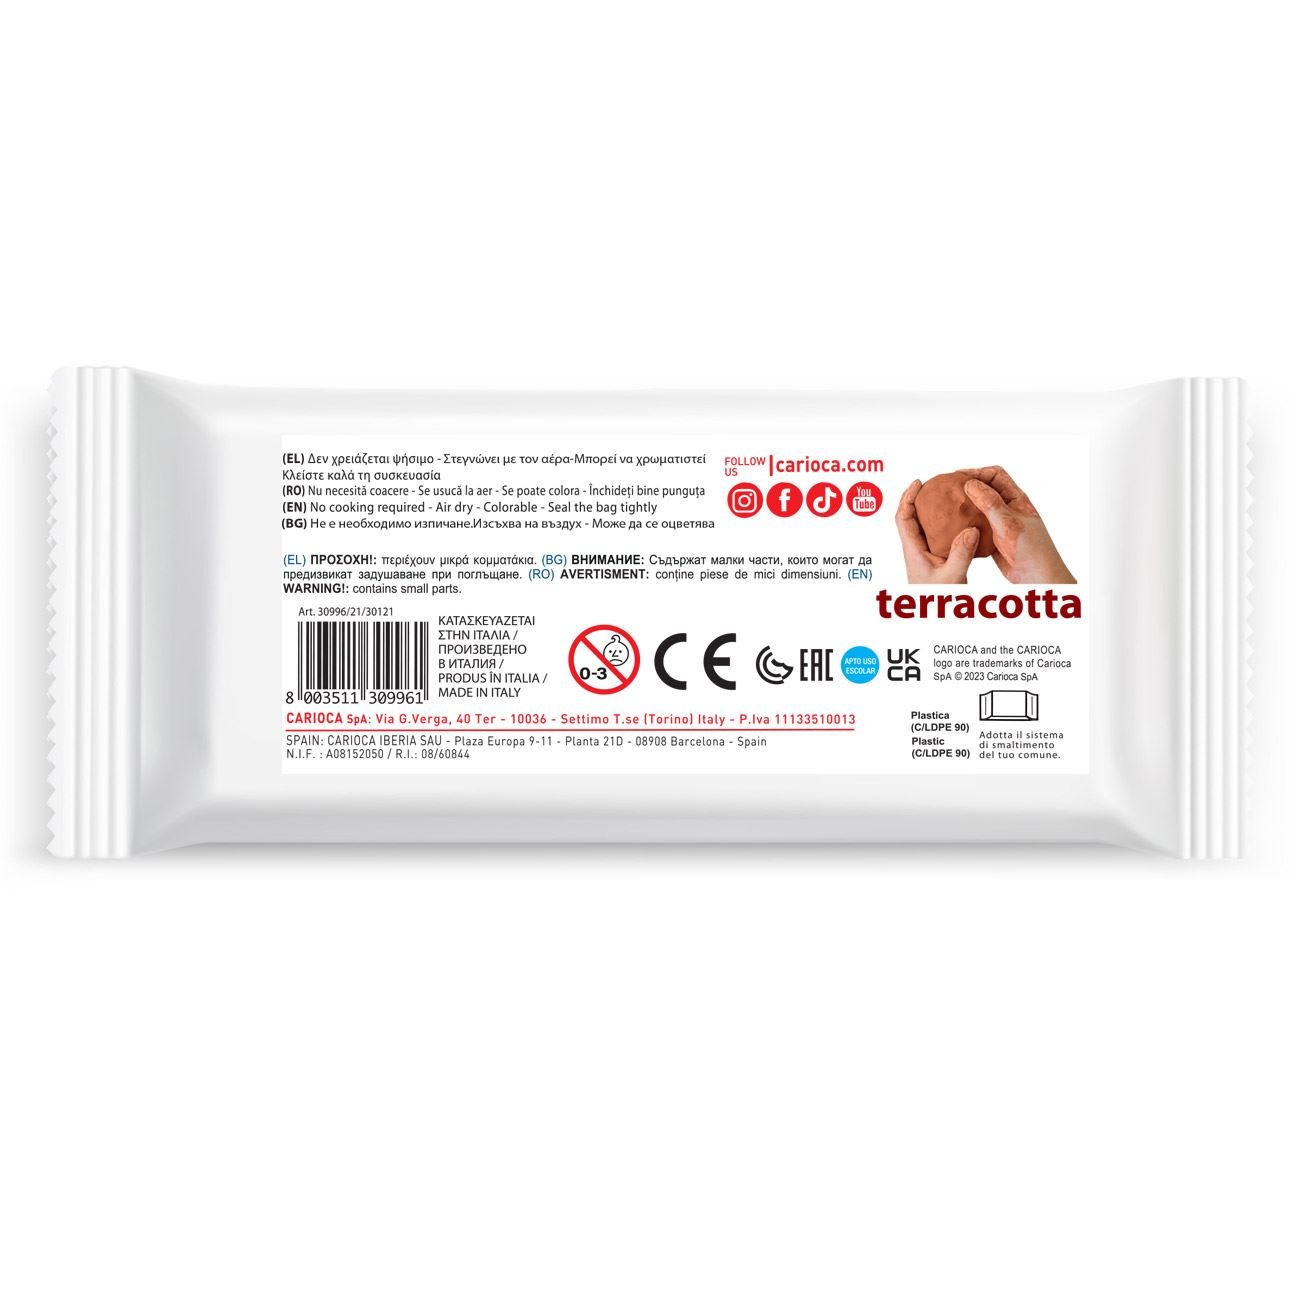 (EL) Δεν χρειάζεται ψήσιμο - Στεγνώνει με τον αέρα-Μπορεί να χρωματιστεί
Κλείστε καλά τη συσκευασία
(RO) Nu necesită coacere - Se usucă la aer - Se poate colora - Închideți bine punguța
(EN) No cooking required - Air dry - Colorable - Seal the bag tightly
(BG) Не е необходимо изпичане.Изсъхва на въздух - Може да се оцветява
FOLLOW US
carioca.com
You Tube
terracotta
(EL) ΠΡΟΣΟΧΗ!: περιέχουν μικρά κομματάκια. (BG) ВНИМАНИЕ: Съдържат малки части, които могат да
предизвикат задушаване при поглъщане. (RO) AVERTISMENT: conține piese de mici dimensiuni. (EN)
WARNING!: contains small parts.
Art. 30996/21/30121
8 003511 309961
ΚΑΤΑΣΚΕΥΑΖΕΤΑΙ
ΣΤΗΝ ΙΤΑΛΙΑ /
ПРОИЗВЕДЕНО
В ИТАЛИЯ /
PRODUS ÎN ITALIA /
MADE IN ITALY
0-3
CE
EAC
APTO USO
ESCOLAR
UK
CA
CARIOCA and the CARIOCA
logo are trademarks of Carioca
SpA © 2023 Carioca SpA
CARIOCA SpA: Via G.Verga, 40 Ter - 10036 - Settimo T.se (Torino) Italy - P.Iva 11133510013
SPAIN: CARIOCA IBERIA SAU - Plaza Europa 9-11 - Planta 21D - 08908 Barcelona - Spain
N.I.F. : A08152050 / R.I.: 08/60844
Plastica
(C/LDPE 90)
Plastic
(C/LDPE 90)
Adotta il sistema
di smaltimento
del tuo comune.